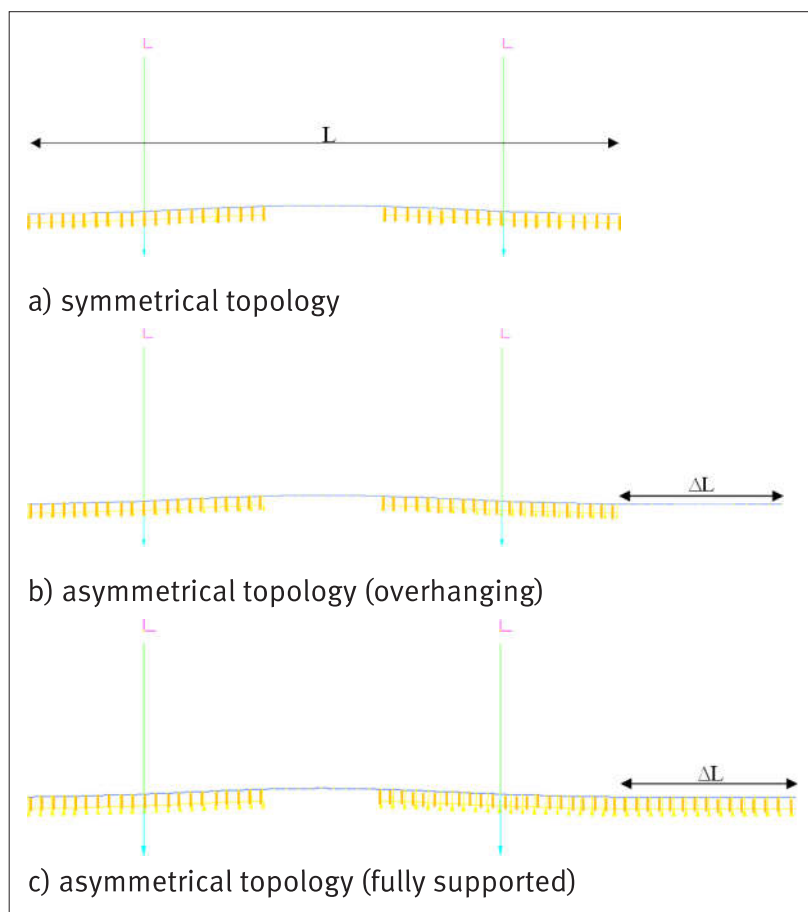 L
a) symmetrical topology
ΔL
b) asymmetrical topology (overhanging)
ΔL
c) asymmetrical topology (fully supported)